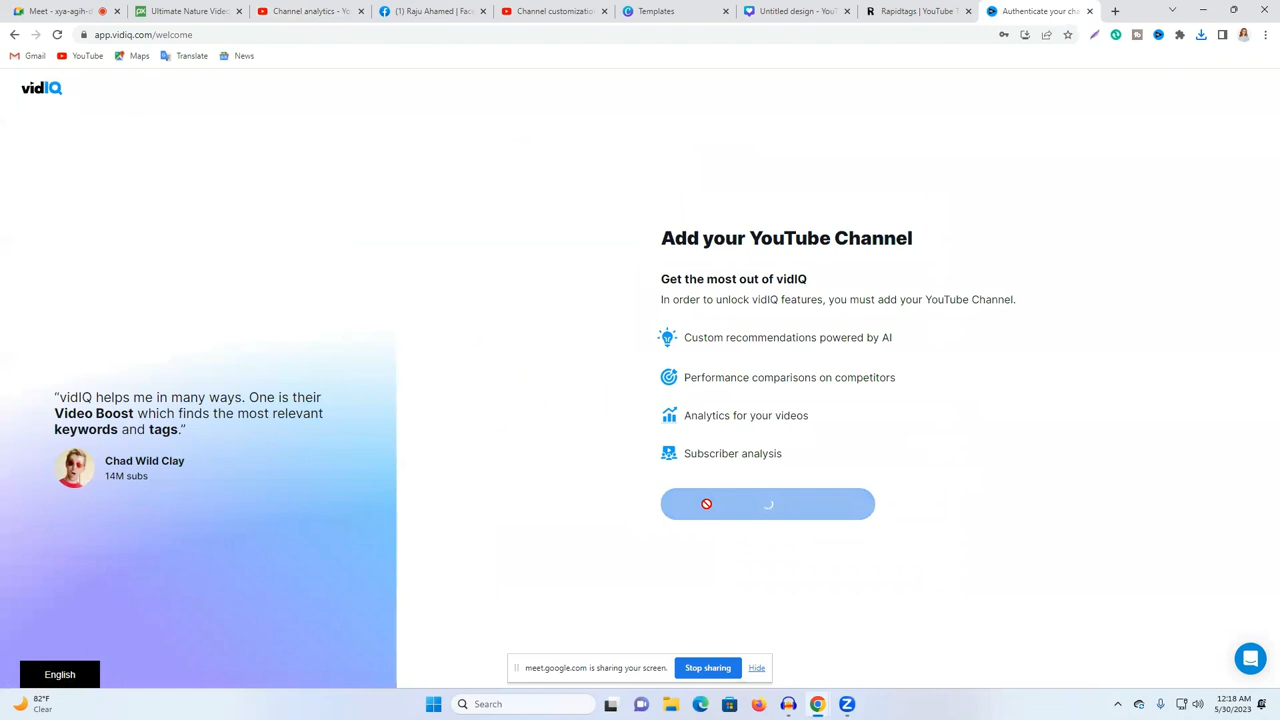 Meet - xya-agih-d
Ultimate Nature Video
Channel analytics - Yo
(1) Raju Ahamed | Fac
Channel customization
Templates
Untitled design - YouT
Rapidtags | YouTube
Authenticate your cha
app.vidiq.com/welcome
Gmail
YouTube
Maps
Translate
News
vidIQ
Add your YouTube Channel
Get the most out of vidIQ
In order to unlock vidIQ features, you must add your YouTube Channel.
Custom recommendations powered by AI
Performance comparisons on competitors
Analytics for your videos
Subscriber analysis
“vidIQ helps me in many ways. One is their
Video Boost which finds the most relevant
keywords and tags.”
Chad Wild Clay
14M subs
English
meet.google.com is sharing your screen.
Stop sharing
Hide
82°F
Clear
Search
12:18 AM
5/30/2023